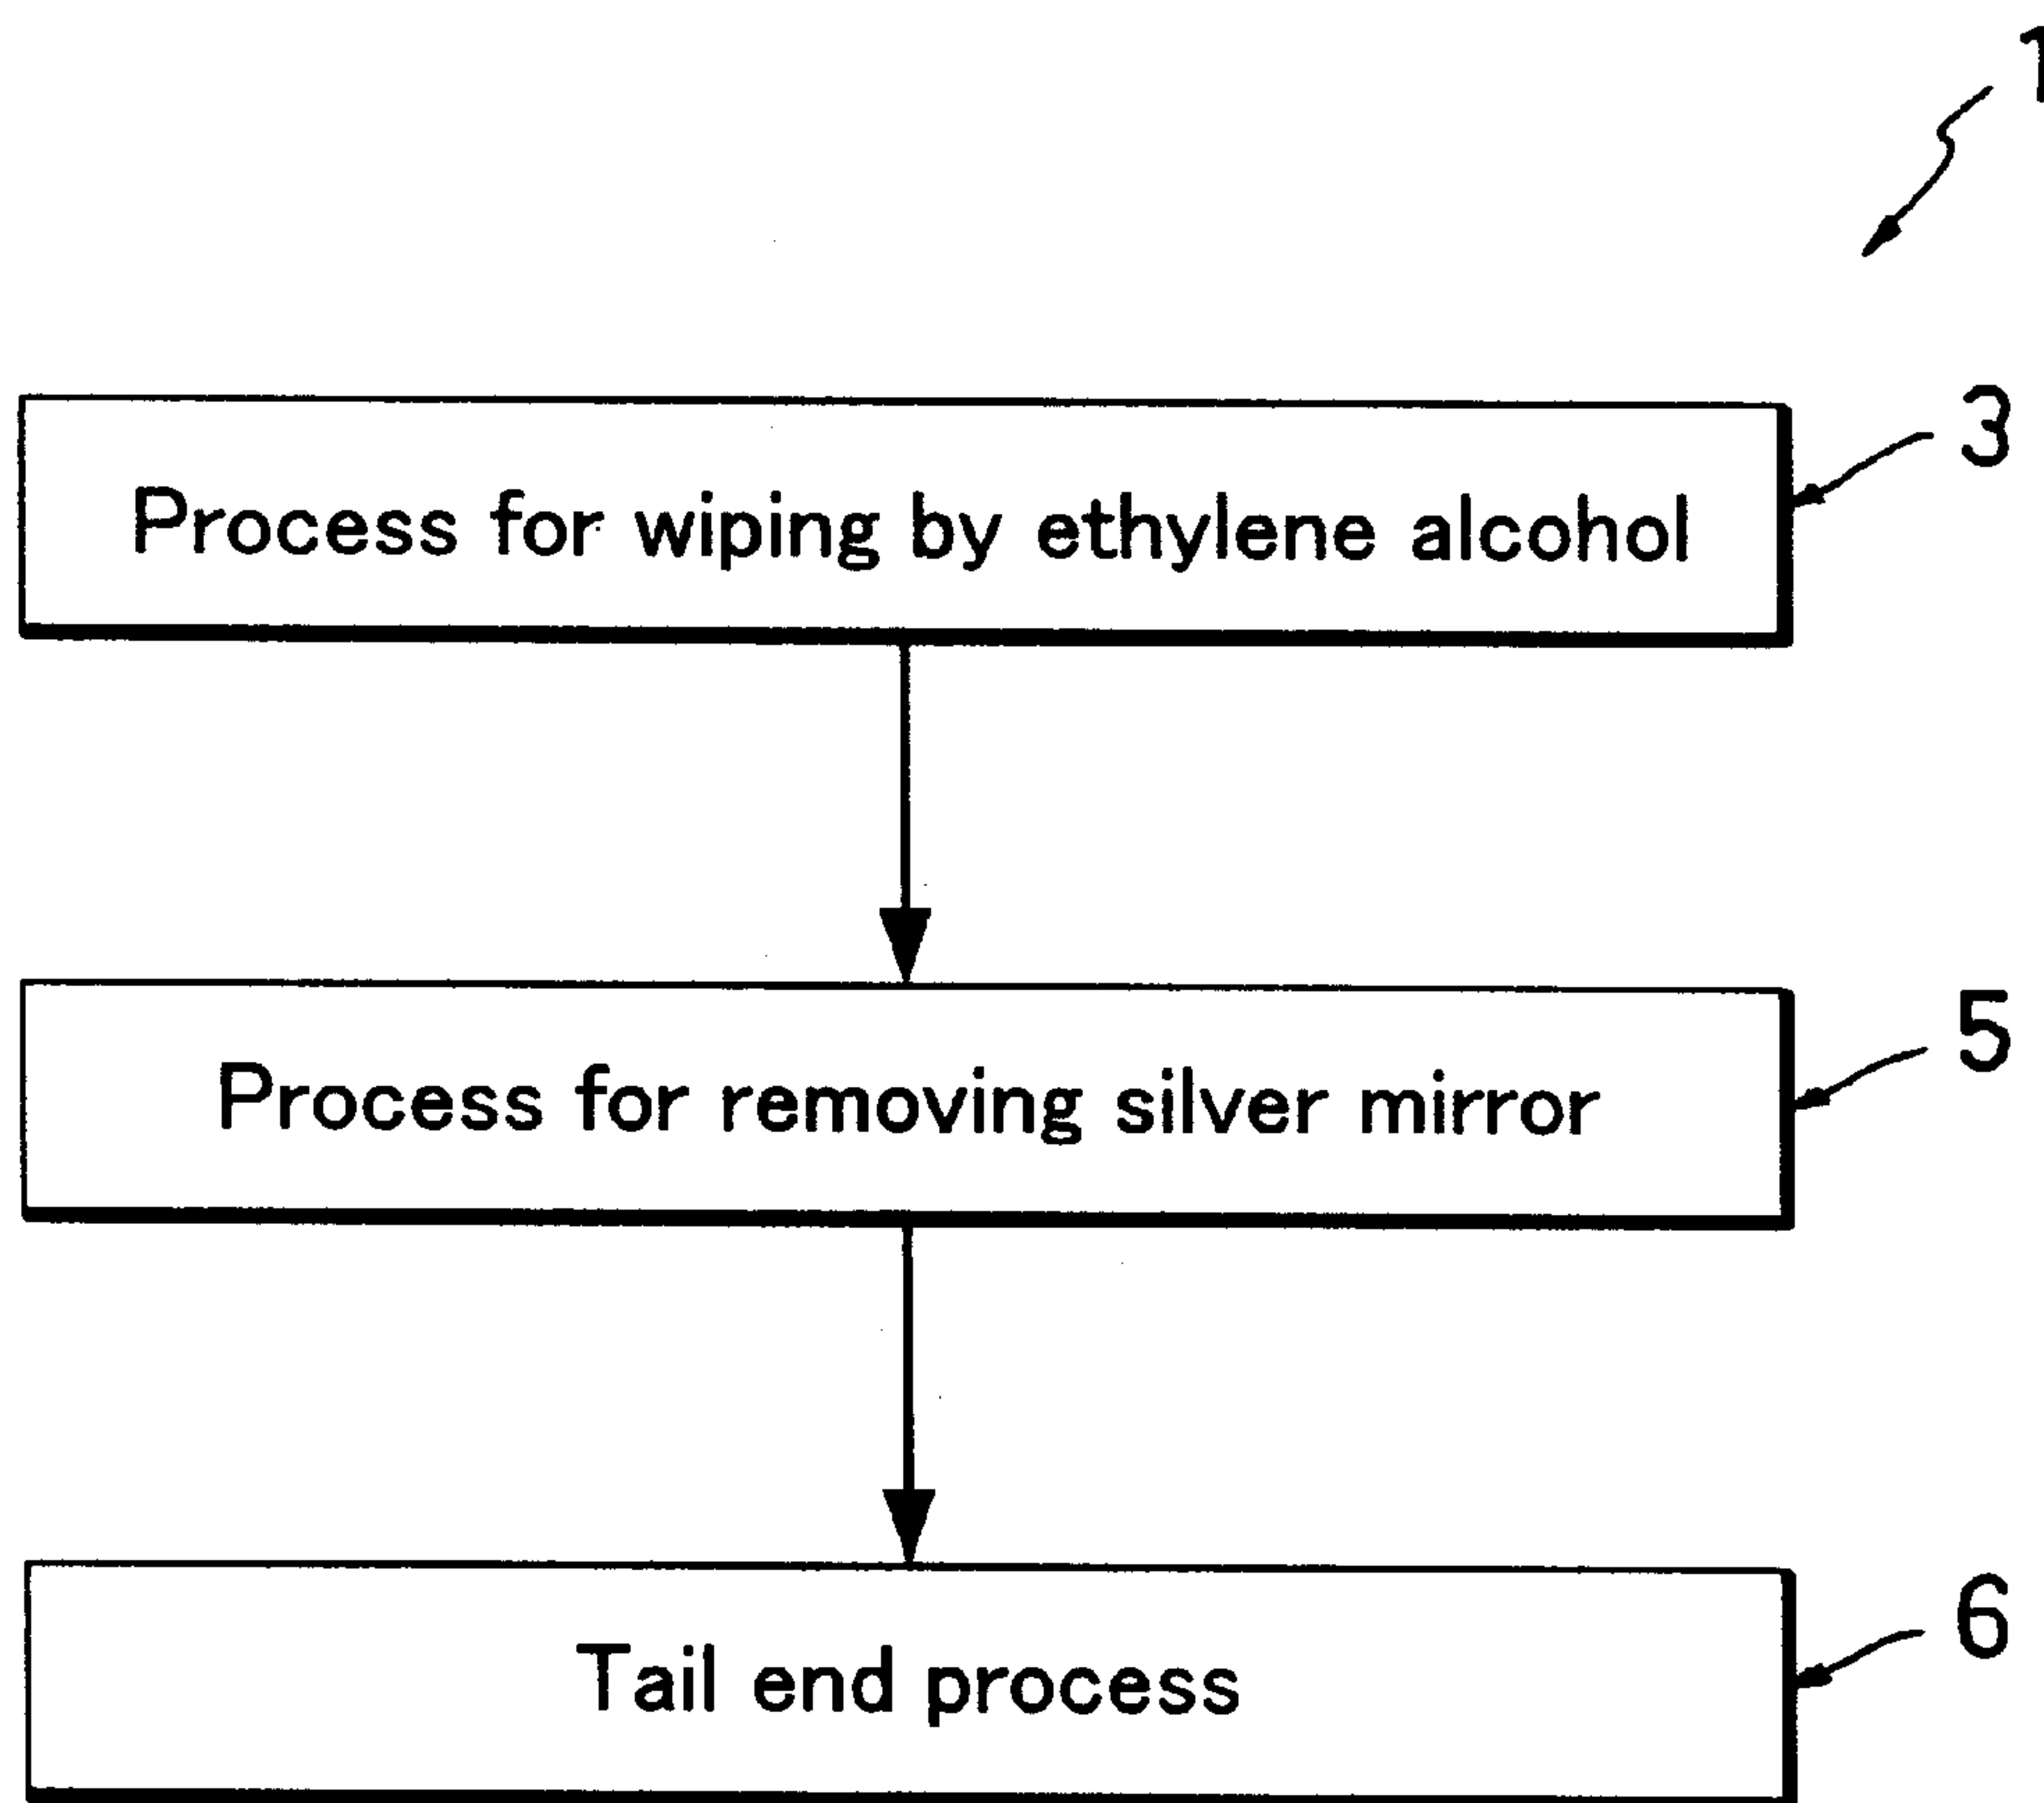 1
Process for wiping by ethylene alcohol
3
Process for removing silver mirror
5
Tail end process
6